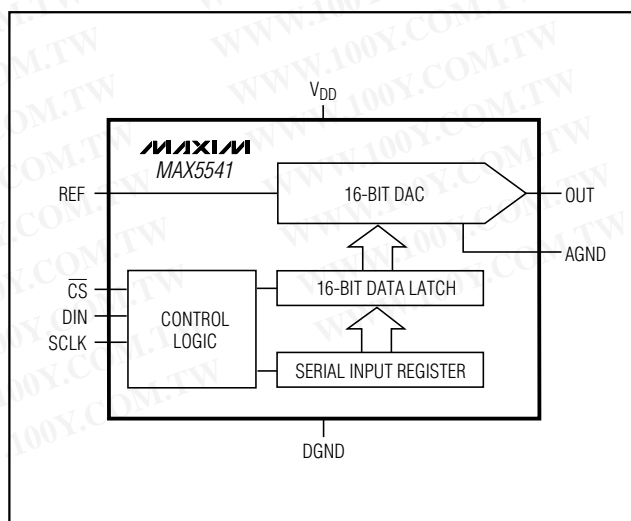 VDD
MAXIM
MAX5541
REF
16-BIT DAC
OUT
AGND
CS
DIN
SCLK
CONTROL
LOGIC
16-BIT DATA LATCH
SERIAL INPUT REGISTER
DGND
WWW.100Y.COM.TW